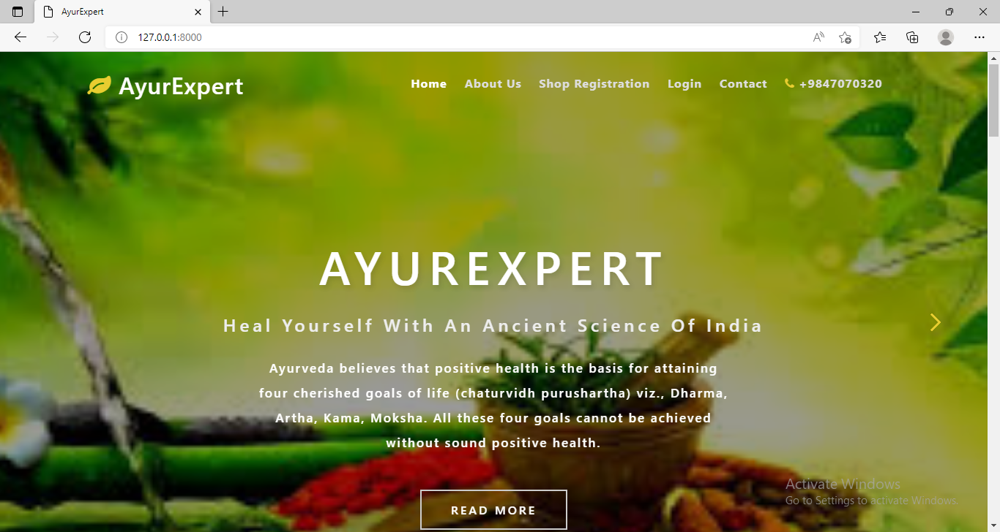 AyurExpert
127.0.0.1:8000
AyurExpert
Home About Us Shop Registration Login Contact +9847070320
AYUREXPERT
Heal Yourself With An Ancient Science Of India
Ayurveda believes that positive health is the basis for attaining
four cherished goals of life (chaturvidh purushartha) viz., Dharma,
Artha, Kama, Moksha. All these four goals cannot be achieved
without sound positive health.
READ MORE
Activate Windows
Go to Settings to activate Windows.